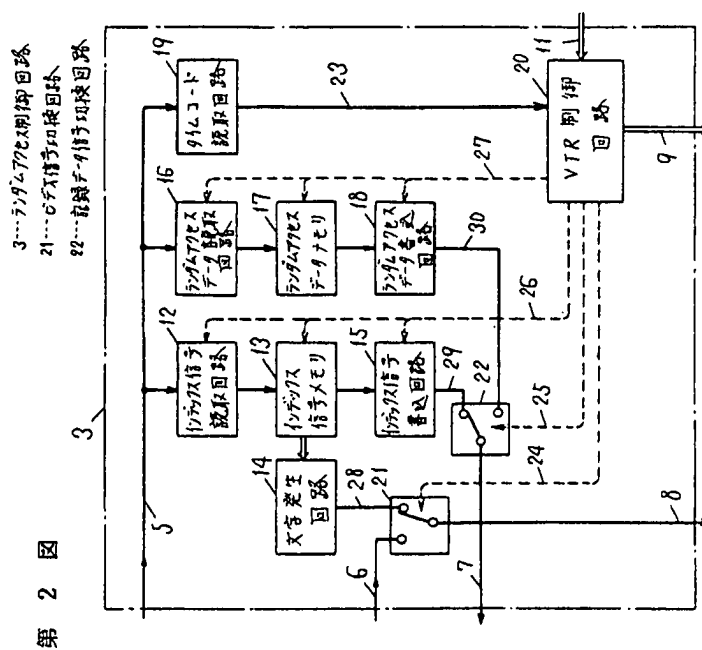 第 2 図
3---ランダムアクセス制御回路
21---ビデオ信号切換回路
22---記録データ信号切換回路
3
5
6
7
8
9
11
12
インデックス信号
読取回路
13
インデックス
信号メモリ
14
文字発生
回路
15
インデックス信号
書込回路
16
ランダムアクセス
データ読取
回路
17
ランダムアクセス
データメモリ
18
ランダムアクセス
データ書込
回路
19
タイムコード
読取回路
20
VTR制御
回路
21
22
23
24
25
26
27
28
29
30